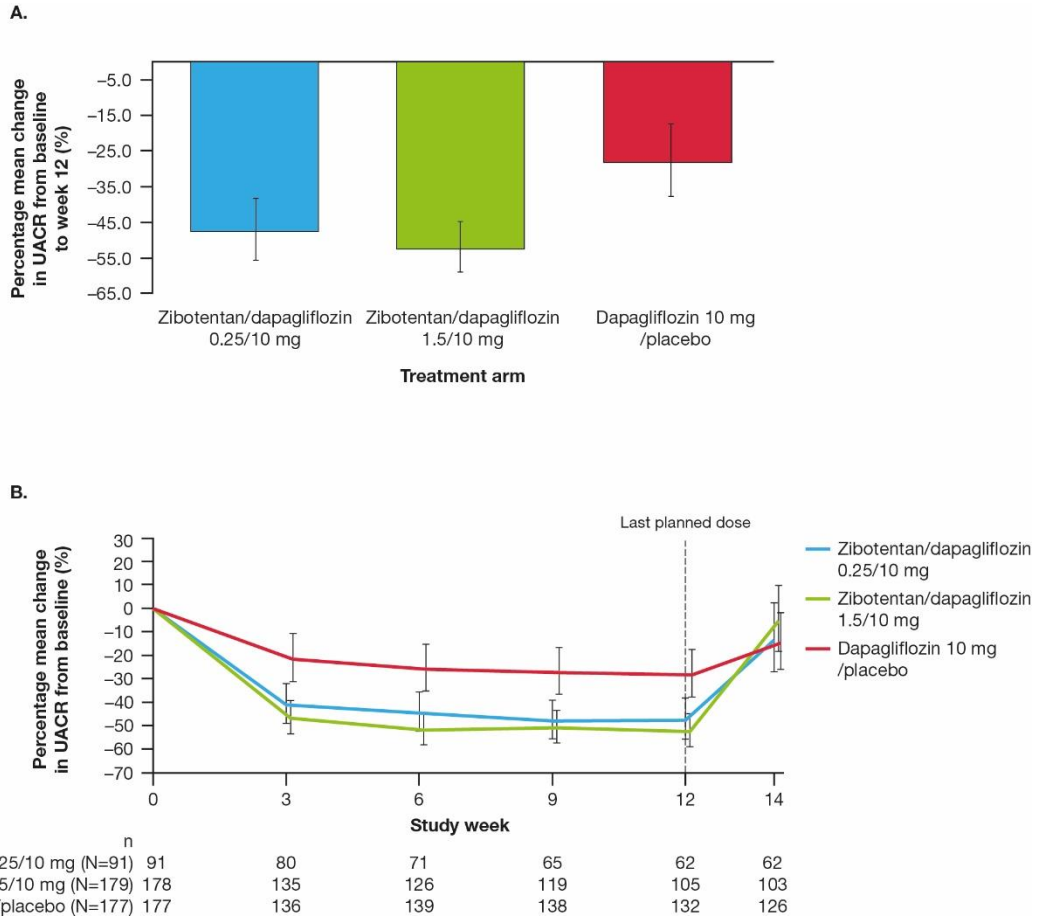 A.
Percentage mean change
in UACR from baseline
to week 12 (%)
–5.0
–15.0
–25.0
–35.0
–45.0
–55.0
–65.0
Zibotentan/dapagliflozin
0.25/10 mg
Zibotentan/dapagliflozin
1.5/10 mg
Dapagliflozin 10 mg
/placebo
Treatment arm
B.
Percentage mean change
in UACR from baseline (%)
30
20
10
0
–10
–20
–30
–40
–50
–60
–70
Last planned dose
Zibotentan/dapagliflozin
0.25/10 mg
Zibotentan/dapagliflozin
1.5/10 mg
Dapagliflozin 10 mg
/placebo
0 3 6 9 12 14
Study week
n
25/10 mg (N=91) 91 80 71 65 62 62
5/10 mg (N=179) 178 135 126 119 105 103
/placebo (N=177) 177 136 139 138 132 126